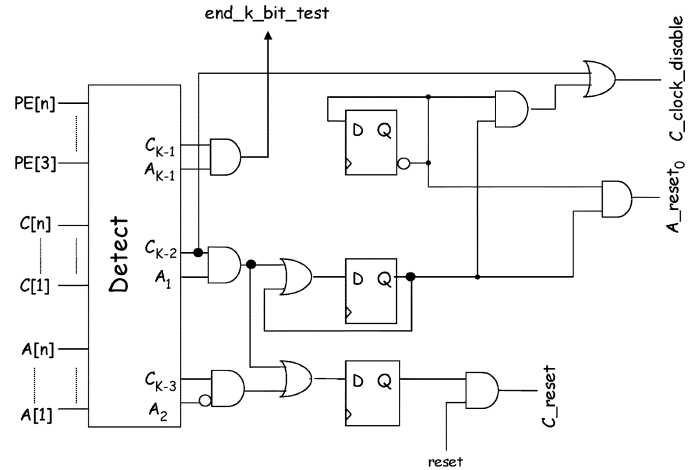 end_k_bit_test
C_clock_disable
PE[n]
D Q
C_{K-1}
PE[3]
A_{K-1}
A_reset_0
C[n]
Detect
C_{K-2}
C[1]
A_1
D Q
A[n]
C_{K-3}
D Q
C_reset
A_2
A[1]
reset